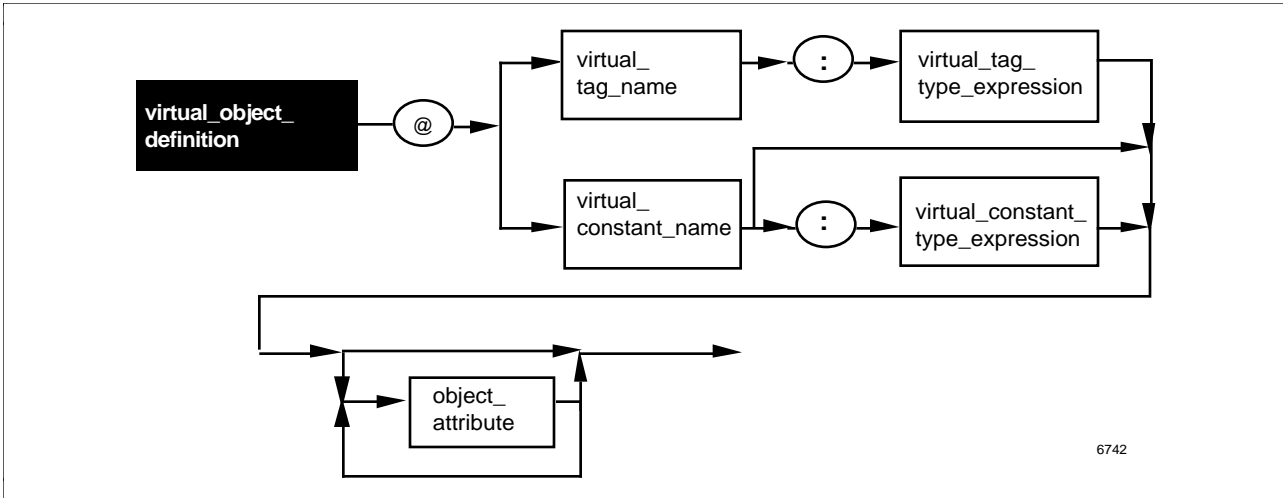 virtual_object_
definition
@
virtual_
tag_name
:
virtual_tag_
type_expression
virtual_
constant_name
:
virtual_constant_
type_expression
object_
attribute
6742